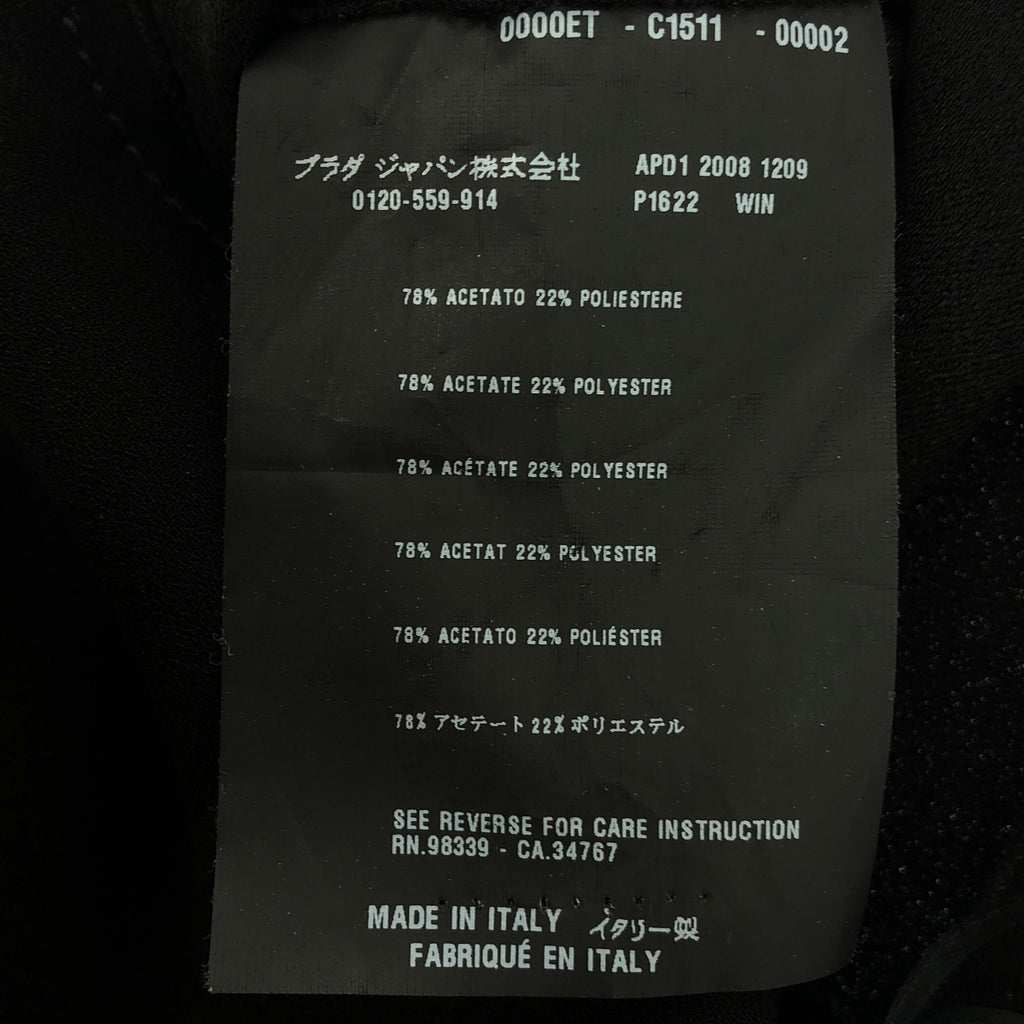 0000ET - C1511 - 00002
プラダ ジャパン株式会社 APD1 2008 1209
0120-559-914 P1622 WIN
78% ACETATO 22% POLIESTERE
78% ACETATE 22% POLYESTER
78% ACÉTATE 22% POLYESTER
78% ACETAT 22% POLYESTER
78% ACETATO 22% POLIÉSTER
78% アセテート 22% ポリエステル
SEE REVERSE FOR CARE INSTRUCTION
RN.98339 - CA.34767
MADE IN ITALY イタリー製
FABRIQUÉ EN ITALY